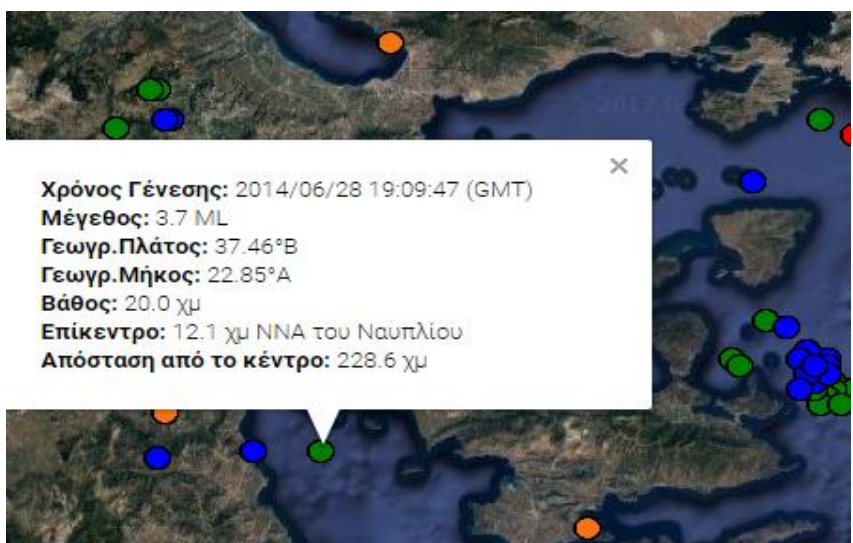 ×
Χρόνος Γένεσης: 2014/06/28 19:09:47 (GMT)
Μέγεθος: 3.7 ML
Γεωγρ.Πλάτος: 37.46°Β
Γεωγρ.Μήκος: 22.85°Α
Βάθος: 20.0 χμ
Επίκεντρο: 12.1 χμ ΝΝΑ του Ναυπλίου
Απόσταση από το κέντρο: 228.6 χμ